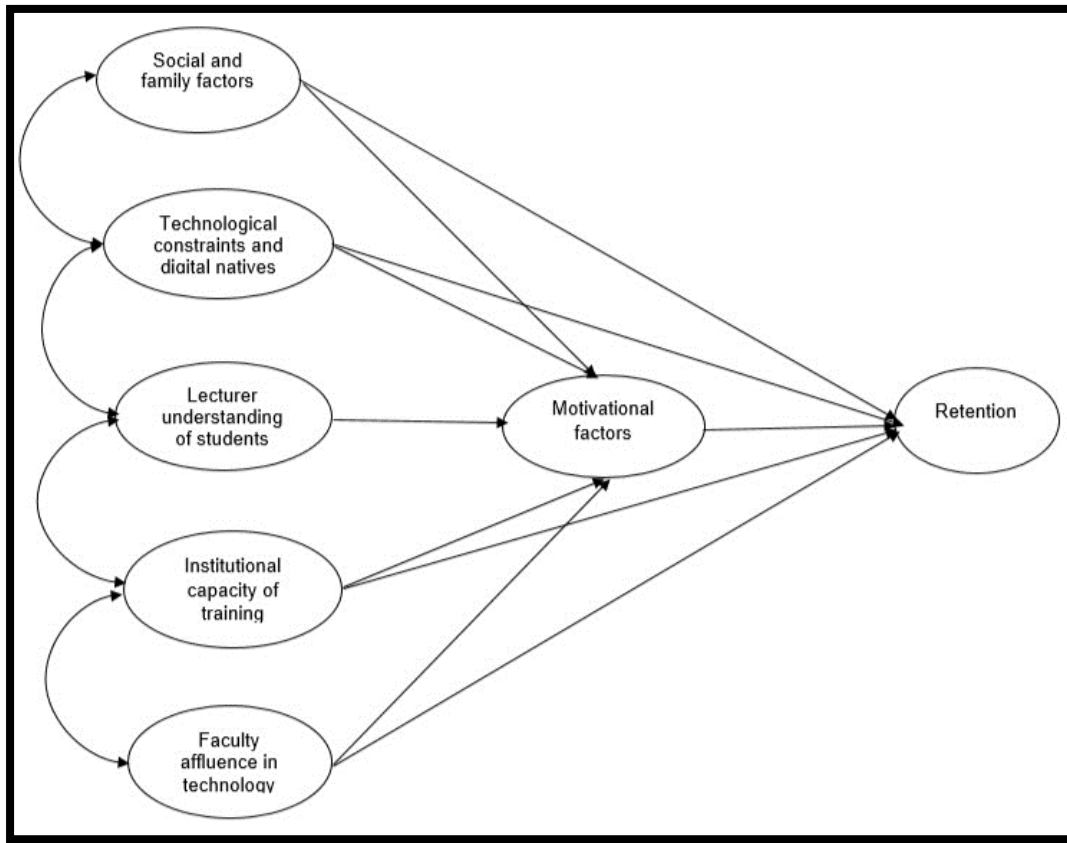 Social and
family factors
Technological
constraints and
digital natives
Lecturer
understanding
of students
Motivational
factors
Retention
Institutional
capacity of
training
Faculty
affluence in
technology